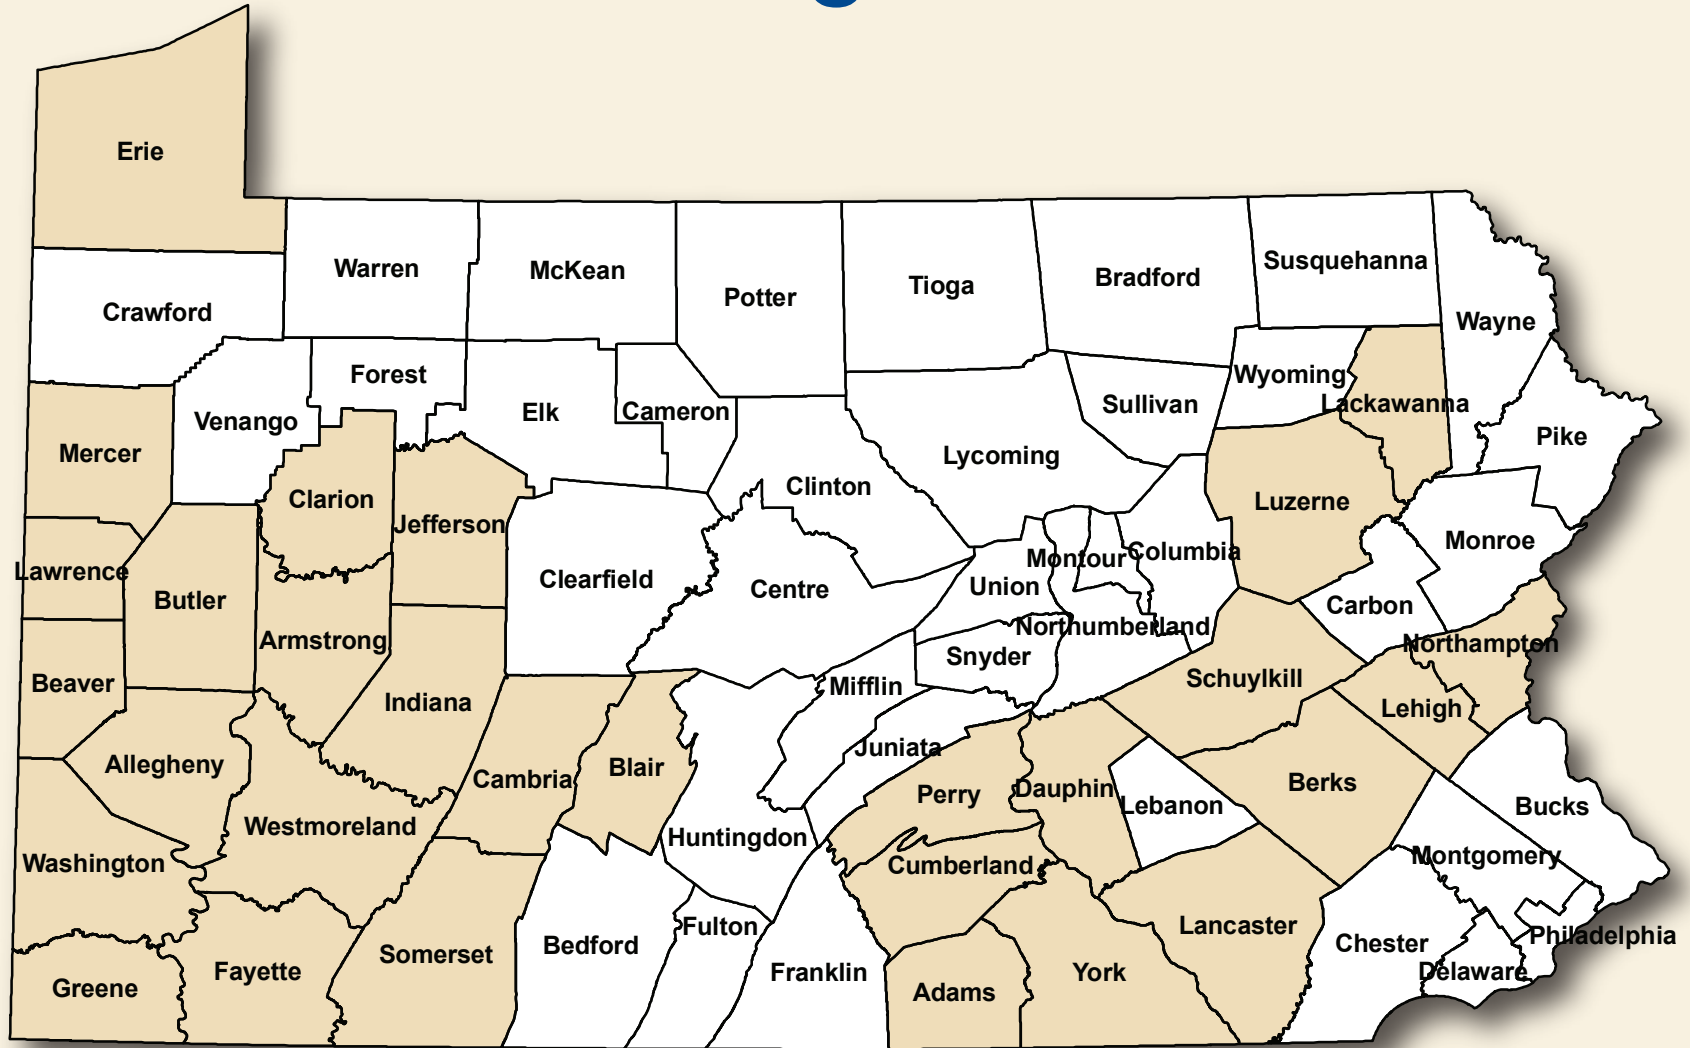 Erie
Warren
McKean
Potter
Tioga
Bradford
Susquehanna
Crawford
Wayne
Forest
Wyoming
Venango
Elk
Cameron
Sullivan
Lackawanna
Mercer
Lycoming
Pike
Clarion
Clinton
Luzerne
Jefferson
Monroe
Lawrence
Butler
Clearfield
Centre
Union
Montour
Columbia
Carbon
Armstrong
Northumberland
Northampton
Beaver
Snyder
Schuylkill
Indiana
Mifflin
Lehigh
Allegheny
Juniata
Cambria
Blair
Perry
Dauphin
Lebanon
Berks
Bucks
Westmoreland
Huntingdon
Washington
Cumberland
Montgomery
Somerset
Bedford
Fulton
Lancaster
Chester
Philadelphia
Greene
Fayette
Franklin
Adams
York
Delaware